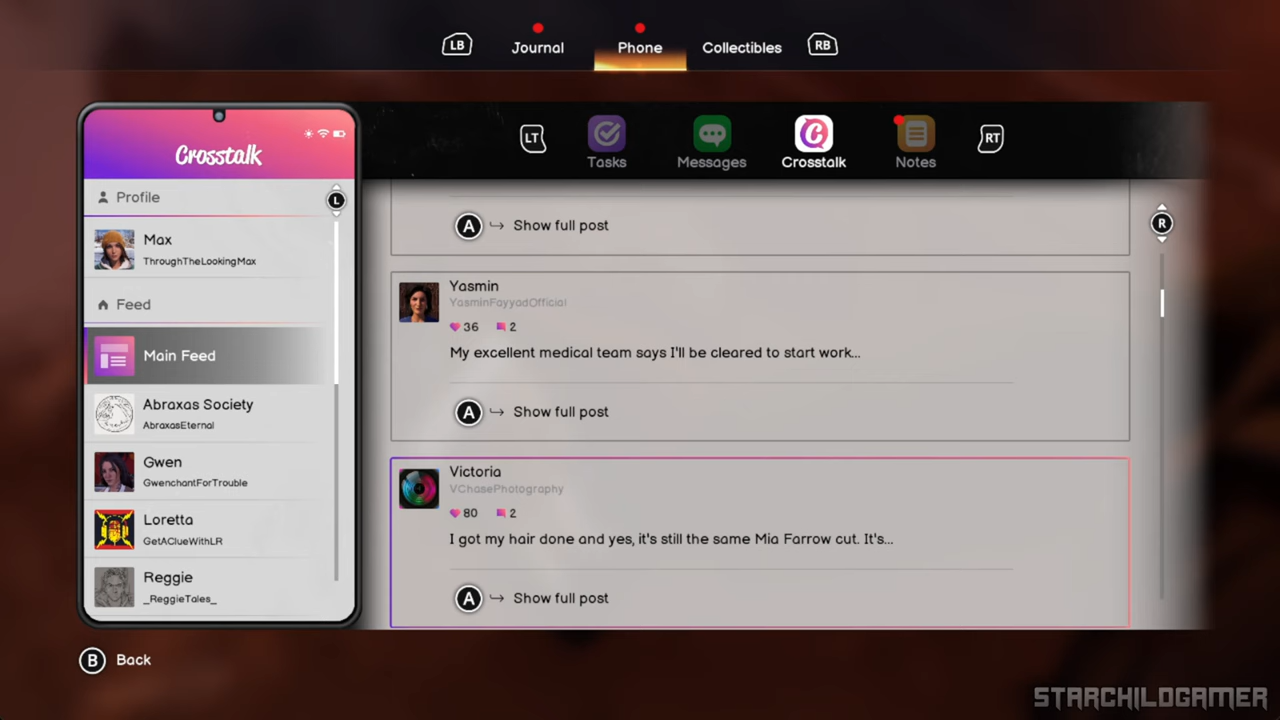 LB Journal Phone Collectibles RB
Crosstalk
LT Tasks Messages Crosstalk Notes RT
Profile
L
Max
ThroughTheLookingMax
Feed
Main Feed
Abraxas Society
AbraxasEternal
Gwen
GwenchantForTrouble
Loretta
GetAClueWithLR
Reggie
_ReggieTales_
A Show full post
R
Yasmin
YasminFayyadOfficial
36 2
My excellent medical team says I'll be cleared to start work...
A Show full post
Victoria
VChasePhotography
80 2
I got my hair done and yes, it's still the same Mia Farrow cut. It's...
A Show full post
B Back
STARCHILDGAMER